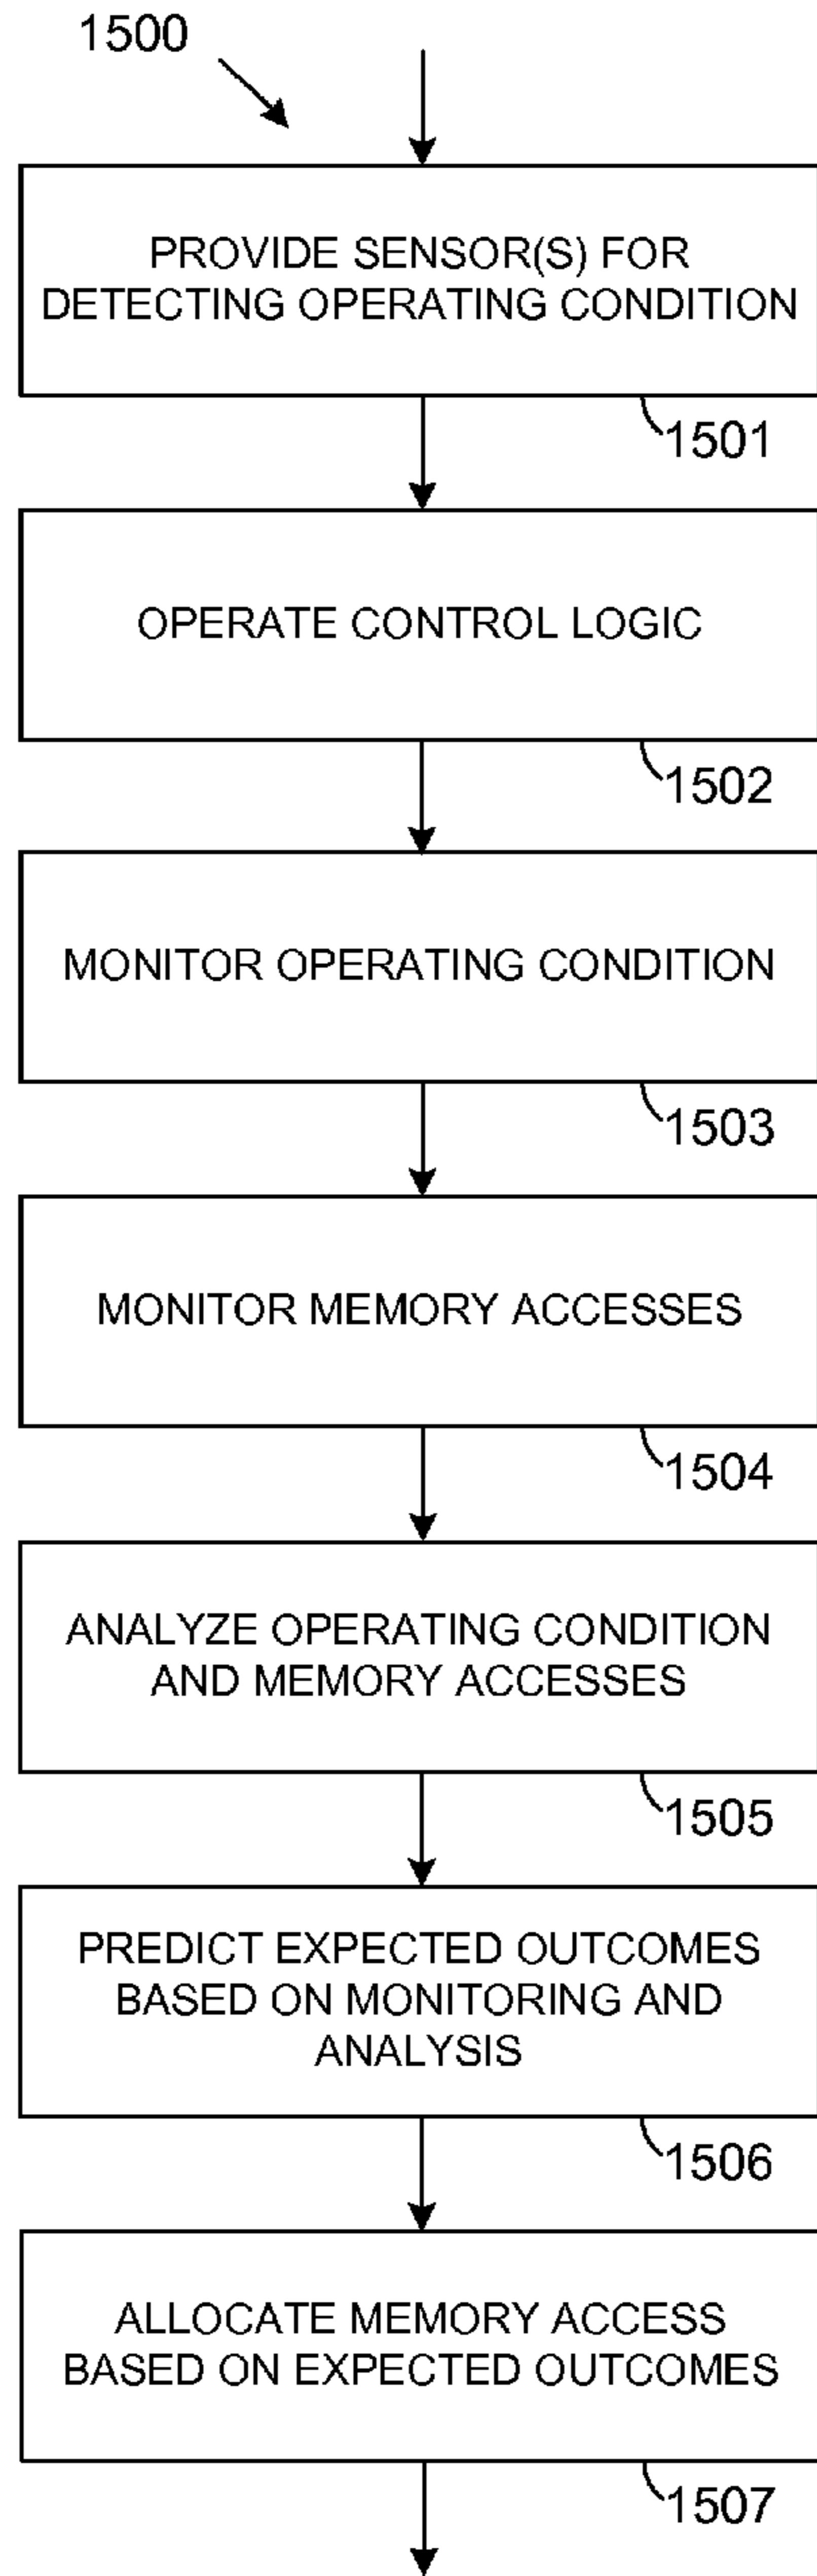 1500
PROVIDE SENSOR(S) FOR
DETECTING OPERATING CONDITION
1501
OPERATE CONTROL LOGIC
1502
MONITOR OPERATING CONDITION
1503
MONITOR MEMORY ACCESSES
1504
ANALYZE OPERATING CONDITION
AND MEMORY ACCESSES
1505
PREDICT EXPECTED OUTCOMES
BASED ON MONITORING AND
ANALYSIS
1506
ALLOCATE MEMORY ACCESS
BASED ON EXPECTED OUTCOMES
1507